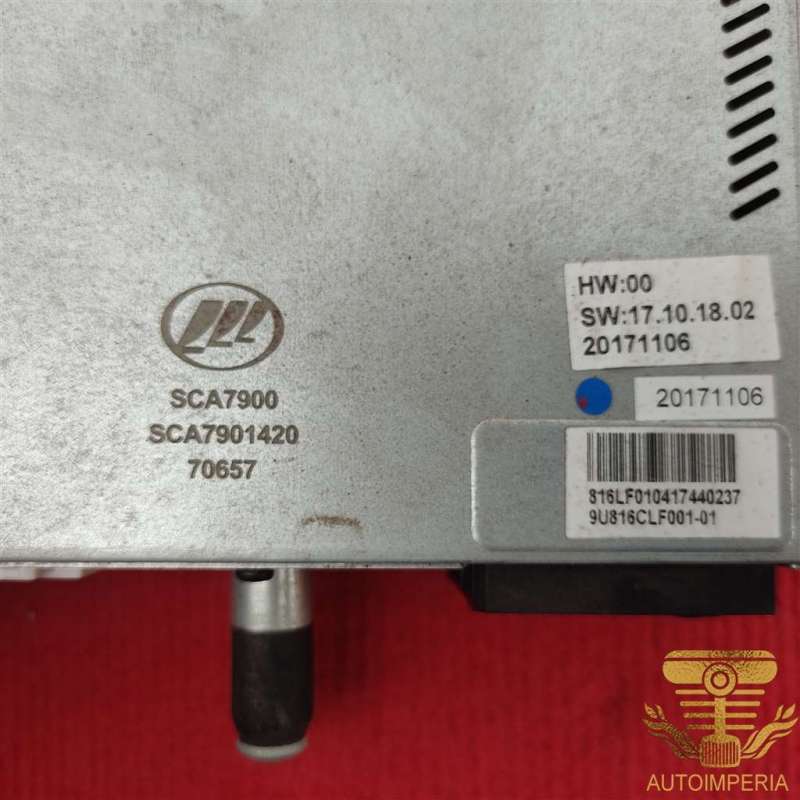 HW:00
SW:17.10.18.02
20171106
20171106
SCA7900
SCA7901420
70657
816LF010417440237
9U816CLF001-01
AUTOIMPERIA